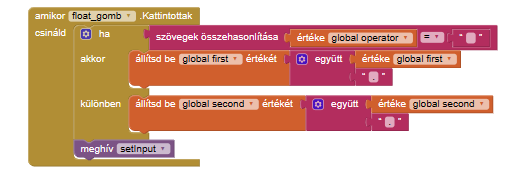 amikor float_gomb .Kattintottak
csináld ha szövegek összehasonlítása értéke global operator = " "
akkor állítsd be global first értékét együtt értéke global first
" . "
különben állítsd be global second értékét együtt értéke global second
" . "
meghív setInput